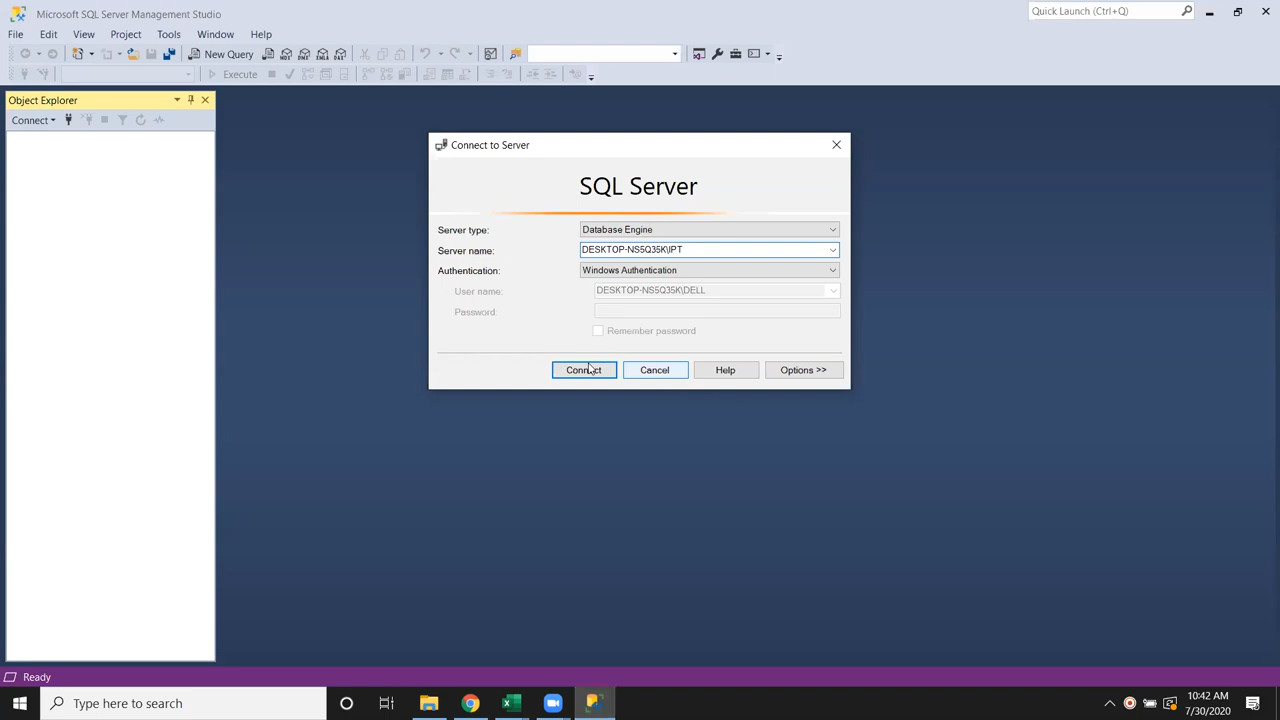 Microsoft SQL Server Management Studio
Quick Launch (Ctrl+Q)
File Edit View Project Tools Window Help
New Query
Execute
Object Explorer
Connect
Connect to Server
SQL Server
Server type: Database Engine
Server name: DESKTOP-NS5Q35K\IPT
Authentication: Windows Authentication
User name: DESKTOP-NS5Q35K\DELL
Password:
Remember password
Connect Cancel Help Options >>
Ready
Type here to search
10:42 AM
7/30/2020